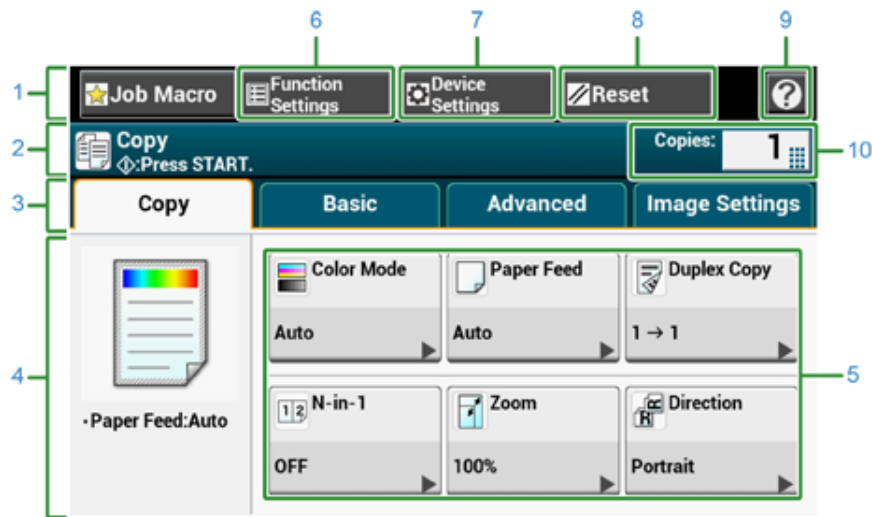 6 7 8 9
1 Job Macro Function Settings Device Settings Reset ?
2 Copy
:Press START.
Copies: 1 10
3 Copy Basic Advanced Image Settings
Color Mode Paper Feed Duplex Copy
Auto Auto 1 → 1
4 5
N-in-1 Zoom Direction
1 2 R R
·Paper Feed:Auto
OFF 100% Portrait